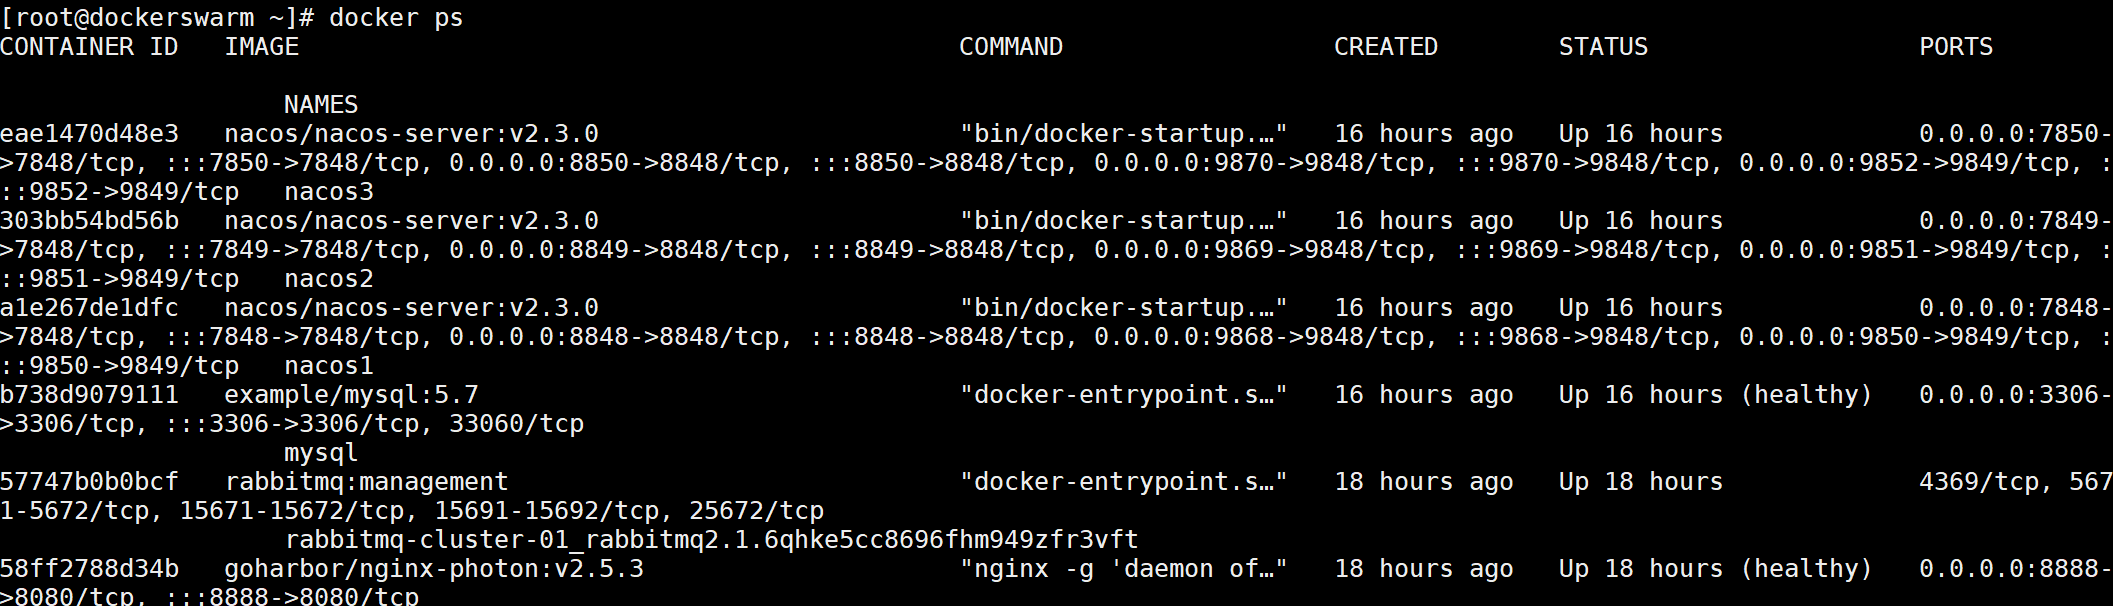 [root@dockerswarm ~]# docker ps
CONTAINER ID   IMAGE                                            COMMAND                  CREATED        STATUS                  PORTS
                   NAMES
eae1470d48e3   nacos/nacos-server:v2.3.0                        "bin/docker-startup.…"   16 hours ago   Up 16 hours             0.0.0.0:7850-
>7848/tcp, :::7850->7848/tcp, 0.0.0.0:8850->8848/tcp, :::8850->8848/tcp, 0.0.0.0:9870->9848/tcp, :::9870->9848/tcp, 0.0.0.0:9852->9849/tcp, :
::9852->9849/tcp   nacos3
303bb54bd56b   nacos/nacos-server:v2.3.0                        "bin/docker-startup.…"   16 hours ago   Up 16 hours             0.0.0.0:7849-
>7848/tcp, :::7849->7848/tcp, 0.0.0.0:8849->8848/tcp, :::8849->8848/tcp, 0.0.0.0:9869->9848/tcp, :::9869->9848/tcp, 0.0.0.0:9851->9849/tcp, :
::9851->9849/tcp   nacos2
a1e267de1dfc   nacos/nacos-server:v2.3.0                        "bin/docker-startup.…"   16 hours ago   Up 16 hours             0.0.0.0:7848-
>7848/tcp, :::7848->7848/tcp, 0.0.0.0:8848->8848/tcp, :::8848->8848/tcp, 0.0.0.0:9868->9848/tcp, :::9868->9848/tcp, 0.0.0.0:9850->9849/tcp, :
::9850->9849/tcp   nacos1
b738d9079111   example/mysql:5.7                                "docker-entrypoint.s…"   16 hours ago   Up 16 hours (healthy)   0.0.0.0:3306-
>3306/tcp, :::3306->3306/tcp, 33060/tcp
                   mysql
57747b0b0bcf   rabbitmq:management                              "docker-entrypoint.s…"   18 hours ago   Up 18 hours             4369/tcp, 567
1-5672/tcp, 15671-15672/tcp, 15691-15692/tcp, 25672/tcp
                   rabbitmq-cluster-01_rabbitmq2.1.6qhke5cc8696fhm949zfr3vft
58ff2788d34b   goharbor/nginx-photon:v2.5.3                     "nginx -g 'daemon of…"   18 hours ago   Up 18 hours (healthy)   0.0.0.0:8888-
>8080/tcp, :::8888->8080/tcp